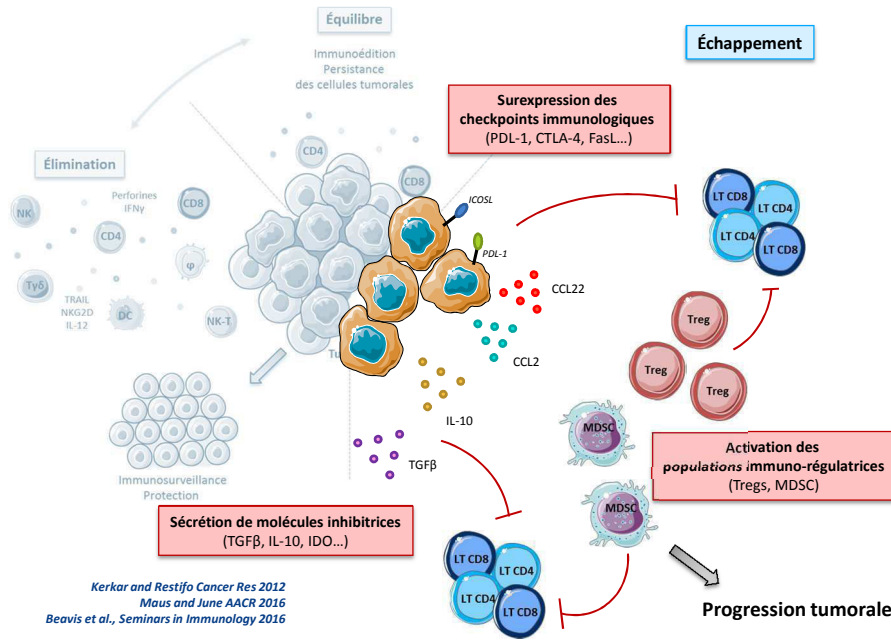 Équilibre
Immunoédition
Persistance
des cellules tumorales
Échappement
Surexpression des
checkpoints immunologiques
(PDL-1, CTLA-4, FasL...)
Élimination
Perforines
IFNγ
NK
CD4
CD8
φ
Tγδ
TRAIL
NKG2D
IL-12
DC
NK-T
CD4
CD8
ICOSL
PDL-1
CCL22
CCL2
IL-10
TGFβ
LT CD8
LT CD4
LT CD4
LT CD8
Treg
Treg
Treg
MDSC
MDSC
Activation des
populations immuno-régulatrices
(Tregs, MDSC)
Immunosurveillance
Protection
Sécrétion de molécules inhibitrices
(TGFβ, IL-10, IDO...)
LT CD8
LT CD4
LT CD4
LT CD8
Progression tumorale
Kerkar and Restifo Cancer Res 2012
Maus and June AACR 2016
Beavis et al., Seminars in Immunology 2016